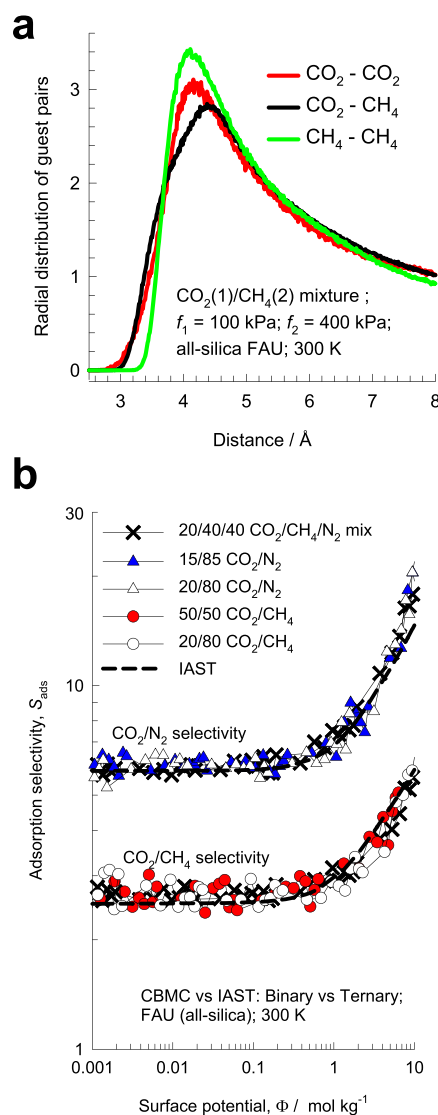 a
Radial distribution of guest pairs
3
2
1
0
CO₂ - CO₂
CO₂ - CH₄
CH₄ - CH₄
CO₂(1)/CH₄(2) mixture ;
f₁ = 100 kPa; f₂ = 400 kPa;
all-silica FAU; 300 K
3 4 5 6 7 8
Distance / Å
b
Adsorption selectivity, Sads
30
10
1
20/40/40 CO₂/CH₄/N₂ mix
15/85 CO₂/N₂
20/80 CO₂/N₂
50/50 CO₂/CH₄
20/80 CO₂/CH₄
IAST
CO₂/N₂ selectivity
CO₂/CH₄ selectivity
CBMC vs IAST: Binary vs Ternary;
FAU (all-silica); 300 K
0.001 0.01 0.1 1 10
Surface potential, Φ / mol kg⁻¹